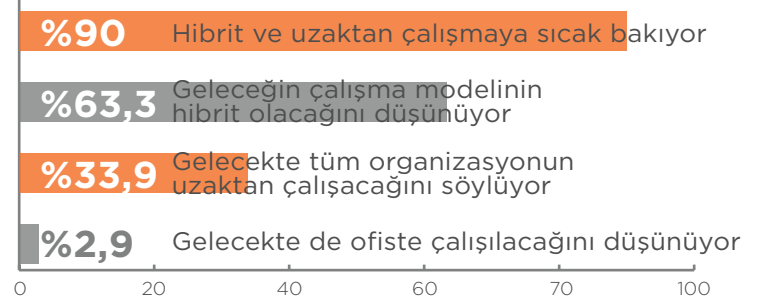 %90 Hibrit ve uzaktan çalışmaya sıcak bakıyor
%63,3 Geleceğin çalışma modelinin
hibrit olacağını düşünüyor
%33,9 Gelecekte tüm organizasyonun
uzaktan çalışacağını söylüyor
%2,9 Gelecekte de ofiste çalışılacağını düşünüyor
0 20 40 60 70 100